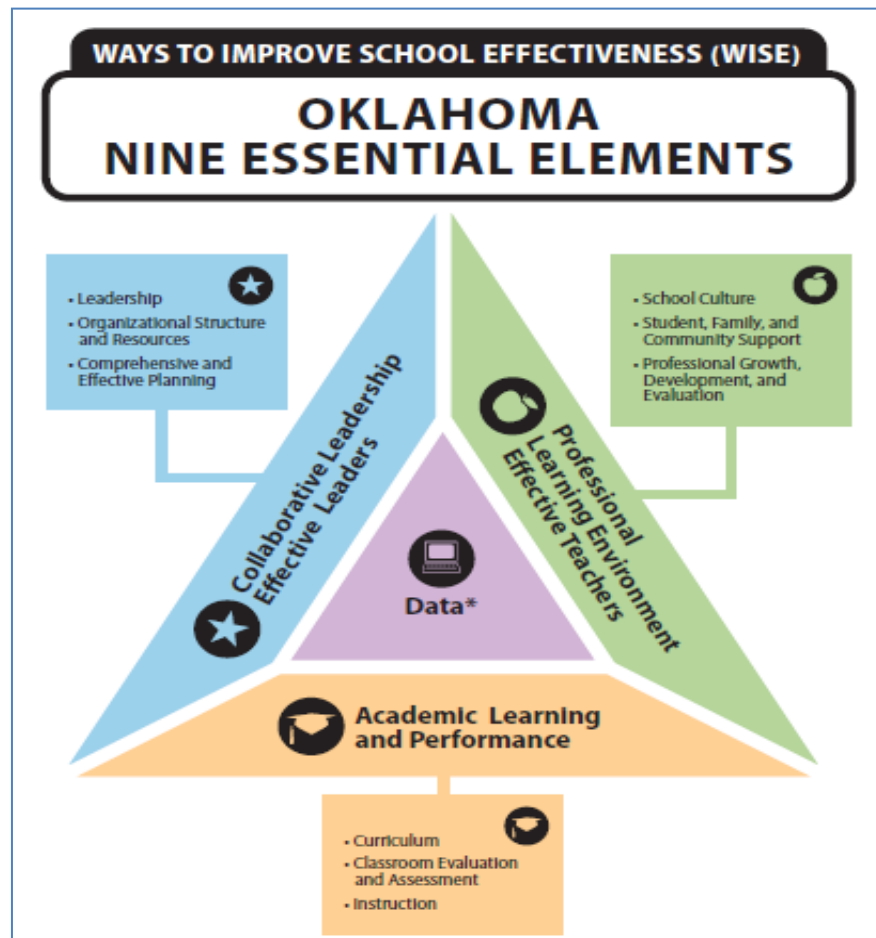 WAYS TO IMPROVE SCHOOL EFFECTIVENESS (WISE)
OKLAHOMA
NINE ESSENTIAL ELEMENTS
• Leadership
• Organizational Structure
and Resources
• Comprehensive and
Effective Planning
• School Culture
• Student, Family, and
Community Support
• Professional Growth,
Development, and
Evaluation
Collaborative Leadership
Effective Leaders
Professional
Learning Environment
Effective Teachers
Data*
Academic Learning
and Performance
• Curriculum
• Classroom Evaluation
and Assessment
• Instruction